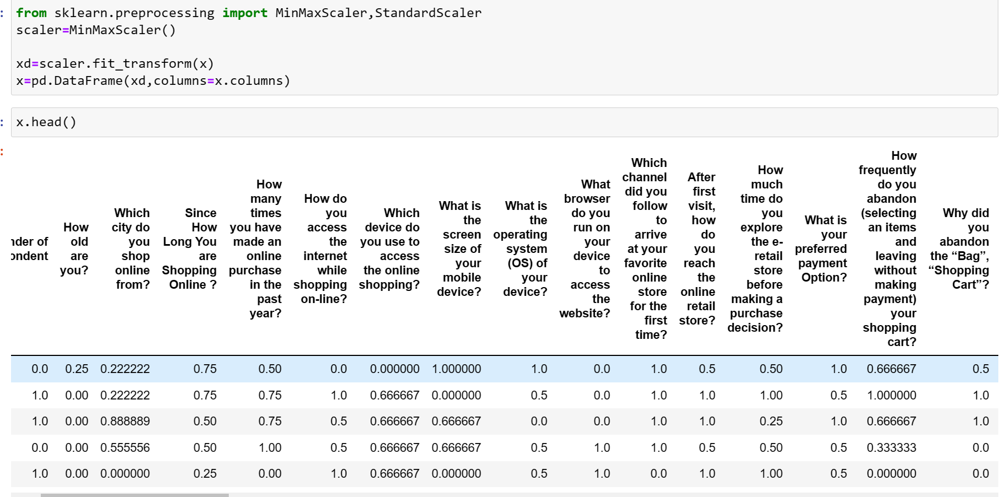 from sklearn.preprocessing import MinMaxScaler,StandardScaler
scaler=MinMaxScaler()
xd=scaler.fit_transform(x)
x=pd.DataFrame(xd,columns=x.columns)
x.head()
nder of
ondent
How
old
are
you?
Which
city do
you
shop
online
from?
Since
How
Long You
are
Shopping
Online ?
How
many
times
you have
made an
online
purchase
in the
past
year?
How do
you
access
the
internet
while
shopping
on-line?
Which
device do
you use to
access
the online
shopping?
What is
the
screen
size of
your
mobile
device?
What is
the
operating
system
(OS) of
your
device?
What
browser
do you
run on
your
device
to
access
the
website?
Which
channel
did you
follow
to
arrive
at your
favorite
online
store
for the
first
time?
After
first
visit,
how
do
you
reach
the
online
retail
store?
How
much
time do
you
explore
the e-
retail
store
before
making a
purchase
decision?
What is
your
preferred
payment
Option?
How
frequently
do you
abandon
(selecting
an items
and
leaving
without
making
payment)
your
shopping
cart?
Why did
you
abandon
the “Bag”,
“Shopping
Cart”?
0.0 0.25 0.222222 0.75 0.50 0.0 0.000000 1.000000 1.0 0.0 1.0 0.5 0.50 1.0 0.666667 0.5
1.0 0.00 0.222222 0.75 0.75 1.0 0.666667 0.000000 0.5 0.0 1.0 1.0 1.00 0.5 1.000000 1.0
1.0 0.00 0.888889 0.50 0.75 0.5 0.666667 0.666667 0.0 0.0 1.0 1.0 0.25 1.0 0.666667 1.0
0.0 0.00 0.555556 0.50 1.00 0.5 0.666667 0.666667 0.5 1.0 1.0 0.5 0.50 0.5 0.333333 0.0
1.0 0.00 0.000000 0.25 0.00 1.0 0.666667 0.000000 0.5 1.0 0.0 1.0 1.00 0.5 0.000000 0.0